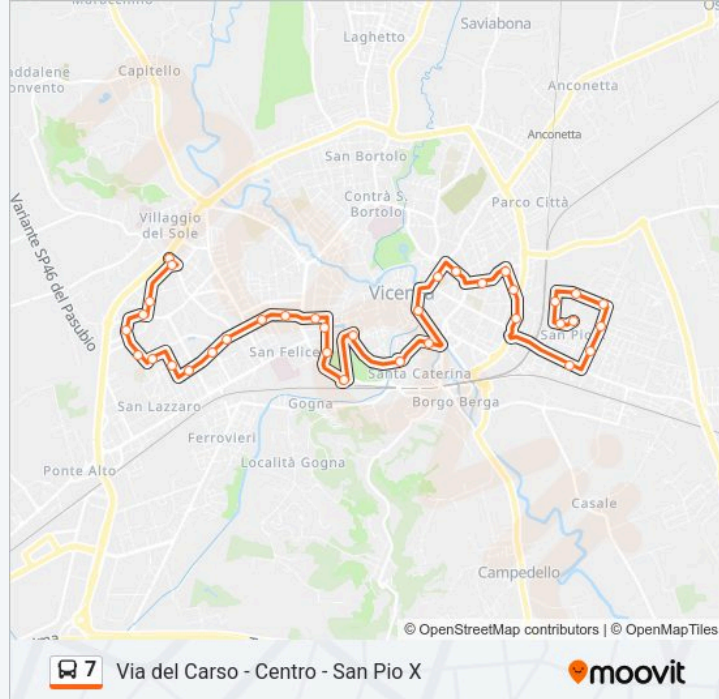 Maddalene
Convento
Capitello
Laghetto
Saviabona
Anconetta
Anconetta
San Bortolo
Contrà S.
Bortolo
Parco Città
Villaggio
del Sole
Variante SP46 del Pasubio
Vicenza
San Felice
San Pio
Santa Caterina
San Lazzaro
Gogna
Borgo Berga
Ferrovieri
Località Gogna
Ponte Alto
Casale
Campedello
© OpenStreetMap contributors | © OpenMapTiles
7 Via del Carso - Centro - San Pio X
moovit